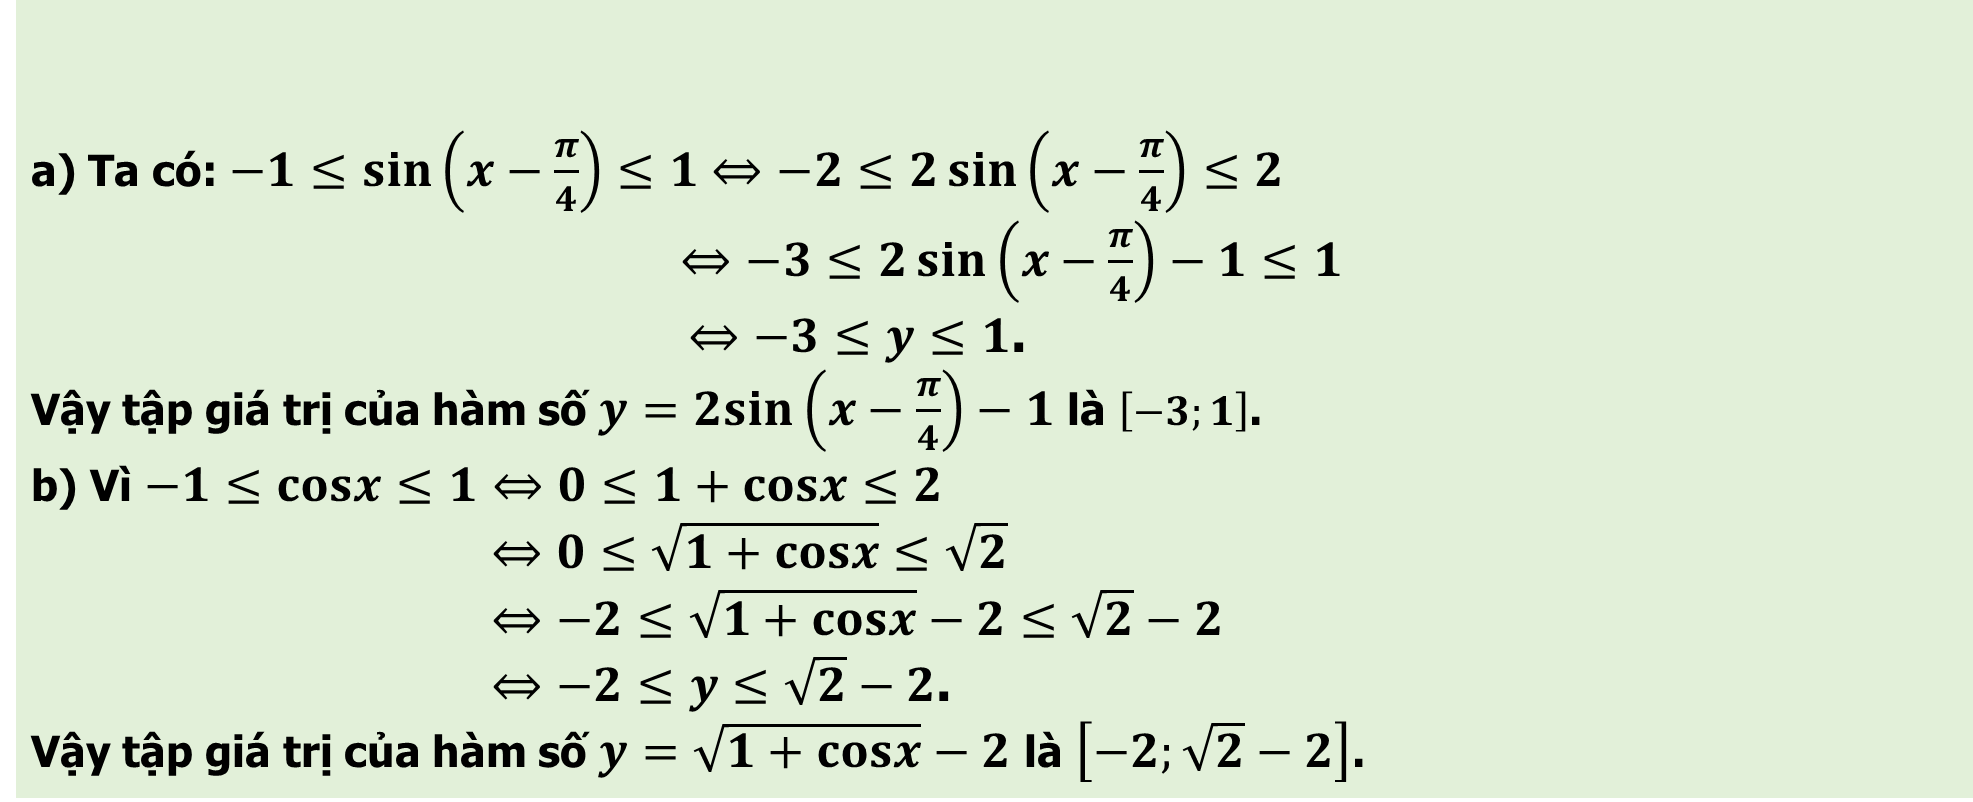 a) Ta có: −1 ≤ sin(x − π/4) ≤ 1 ⇔ −2 ≤ 2 sin(x − π/4) ≤ 2
⇔ −3 ≤ 2 sin(x − π/4) − 1 ≤ 1
⇔ −3 ≤ y ≤ 1.
Vậy tập giá trị của hàm số y = 2sin(x − π/4) − 1 là [−3; 1].
b) Vì −1 ≤ cosx ≤ 1 ⇔ 0 ≤ 1 + cosx ≤ 2
⇔ 0 ≤ √(1 + cosx) ≤ √2
⇔ −2 ≤ √(1 + cosx) − 2 ≤ √2 − 2
⇔ −2 ≤ y ≤ √2 − 2.
Vậy tập giá trị của hàm số y = √(1 + cosx) − 2 là [−2; √2 − 2].